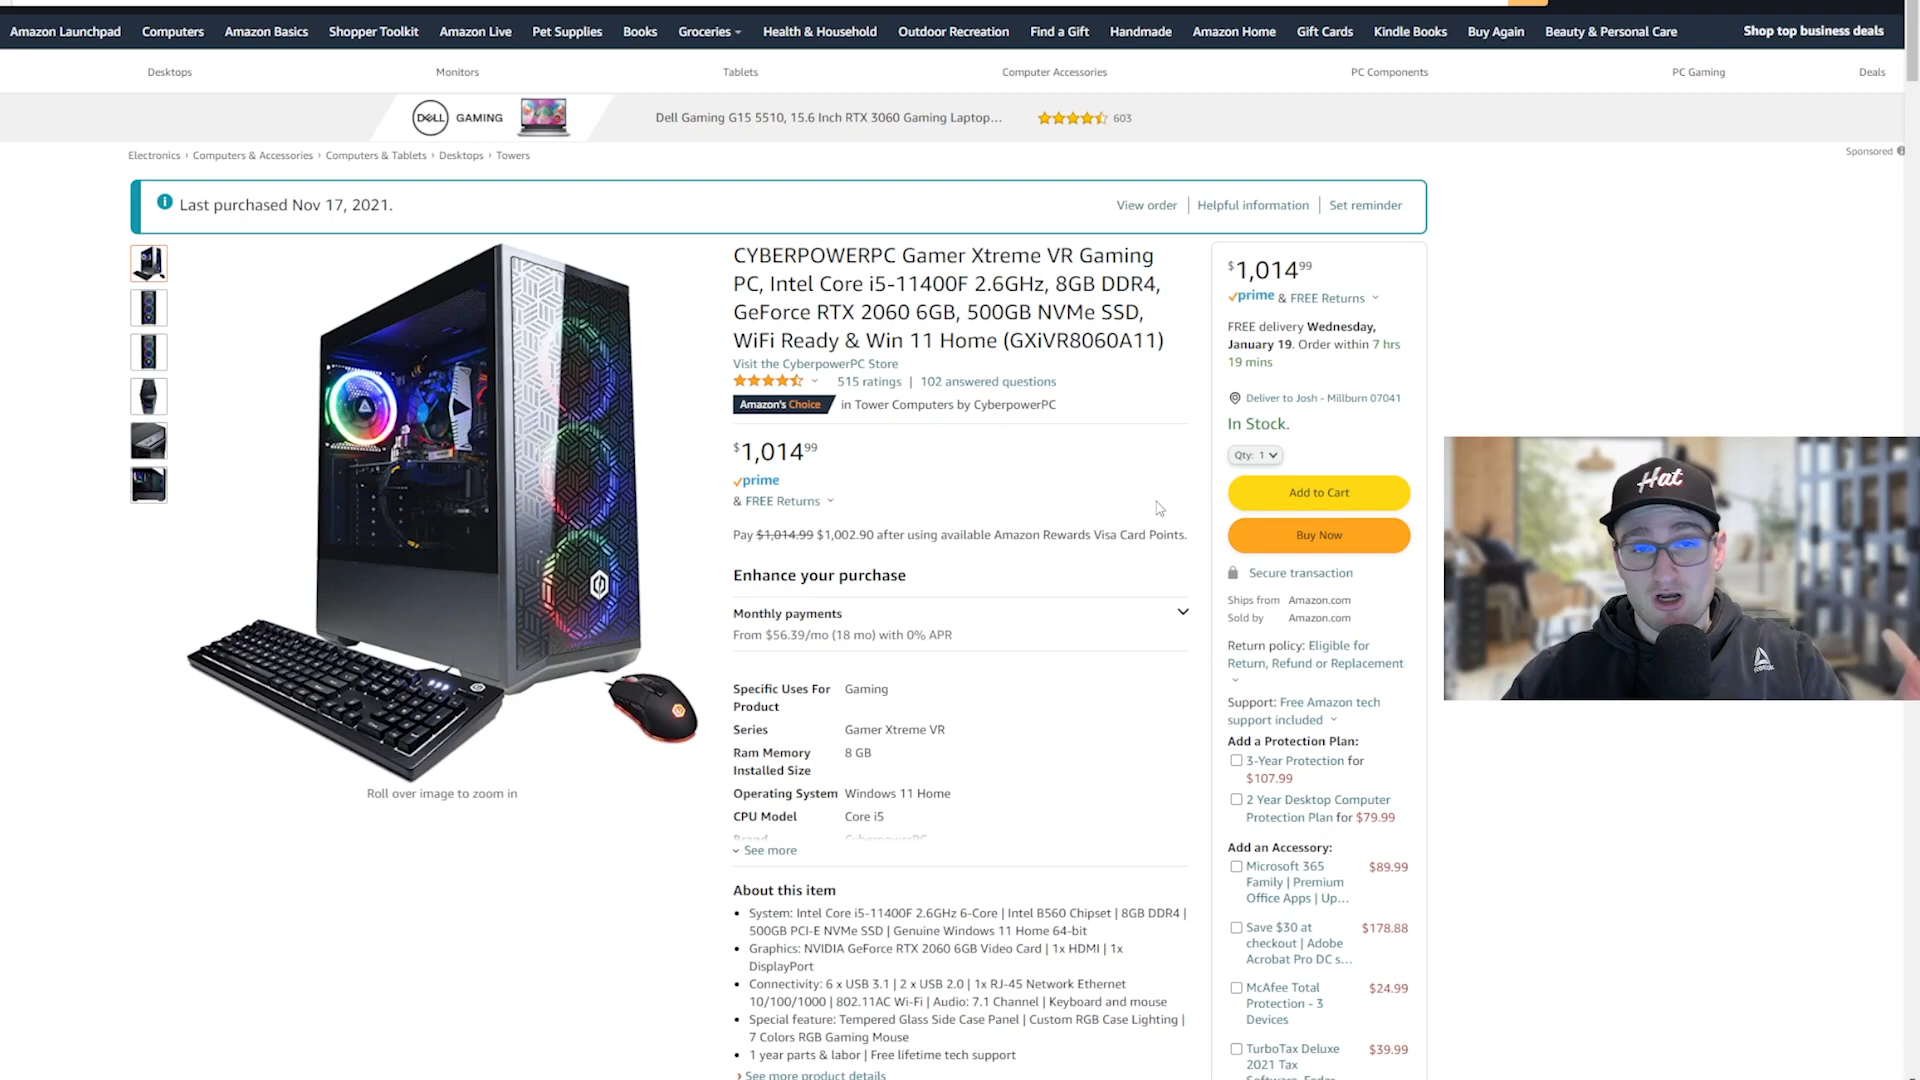 Amazon Launchpad Computers Amazon Basics Shopper Toolkit Amazon Live Pet Supplies Books Groceries Health & Household Outdoor Recreation Find a Gift Handmade Amazon Home Gift Cards Kindle Books Buy Again Beauty & Personal Care Shop top business deals
Desktops Monitors Tablets Computer Accessories PC Components PC Gaming Deals
DELL GAMING Dell Gaming G15 5510, 15.6 Inch RTX 3060 Gaming Laptop... 603
Sponsored
Electronics › Computers & Accessories › Computers & Tablets › Desktops › Towers
Last purchased Nov 17, 2021.
View order | Helpful information | Set reminder
Roll over image to zoom in
CYBERPOWERPC Gamer Xtreme VR Gaming
PC, Intel Core i5-11400F 2.6GHz, 8GB DDR4,
GeForce RTX 2060 6GB, 500GB NVMe SSD,
WiFi Ready & Win 11 Home (GXiVR8060A11)
Visit the CyberpowerPC Store
515 ratings | 102 answered questions
Amazon's Choice in Tower Computers by CyberpowerPC
$1,014.99
prime
& FREE Returns
Pay $1,014.99 $1,002.90 after using available Amazon Rewards Visa Card Points.
Enhance your purchase
Monthly payments
From $56.39/mo (18 mo) with 0% APR
Specific Uses For Gaming
Product
Series Gamer Xtreme VR
Ram Memory 8 GB
Installed Size
Operating System Windows 11 Home
CPU Model Core i5
Brand CyberpowerPC
See more
About this item
• System: Intel Core i5-11400F 2.6GHz 6-Core | Intel B560 Chipset | 8GB DDR4 |
500GB PCI-E NVMe SSD | Genuine Windows 11 Home 64-bit
• Graphics: NVIDIA GeForce RTX 2060 6GB Video Card | 1x HDMI | 1x
DisplayPort
• Connectivity: 6 x USB 3.1 | 2 x USB 2.0 | 1x RJ-45 Network Ethernet
10/100/1000 | 802.11AC Wi-Fi | Audio: 7.1 Channel | Keyboard and mouse
• Special feature: Tempered Glass Side Case Panel | Custom RGB Case Lighting |
7 Colors RGB Gaming Mouse
• 1 year parts & labor | Free lifetime tech support
› See more product details
$1,014.99
prime & FREE Returns
FREE delivery Wednesday,
January 19. Order within 7 hrs
19 mins
Deliver to Josh - Millburn 07041
In Stock.
Qty: 1
Add to Cart
Buy Now
Secure transaction
Ships from Amazon.com
Sold by Amazon.com
Return policy: Eligible for
Return, Refund or Replacement
Support: Free Amazon tech
support included
Add a Protection Plan:
3-Year Protection for
$107.99
2 Year Desktop Computer
Protection Plan for $79.99
Add an Accessory:
Microsoft 365 $89.99
Family | Premium
Office Apps | Up...
Save $30 at $178.88
checkout | Adobe
Acrobat Pro DC s...
McAfee Total $24.99
Protection - 3
Devices
TurboTax Deluxe $39.99
2021 Tax
Software, Feder
Hat
Reebok